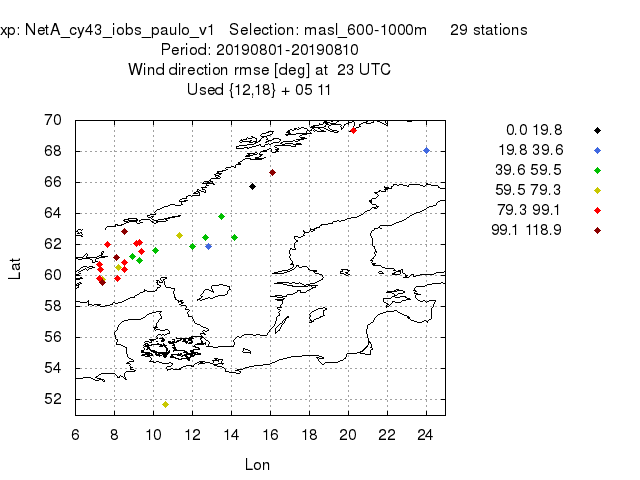 xp: NetA_cy43_iobs_paulo_v1 Selection: masl_600-1000m 29 stations
Period: 20190801-20190810
Wind direction rmse [deg] at 23 UTC
Used {12,18} + 05 11
70
68
66
64
62
60
58
56
54
52
Lat
6 8 10 12 14 16 18 20 22 24
Lon
0.0 19.8
19.8 39.6
39.6 59.5
59.5 79.3
79.3 99.1
99.1 118.9